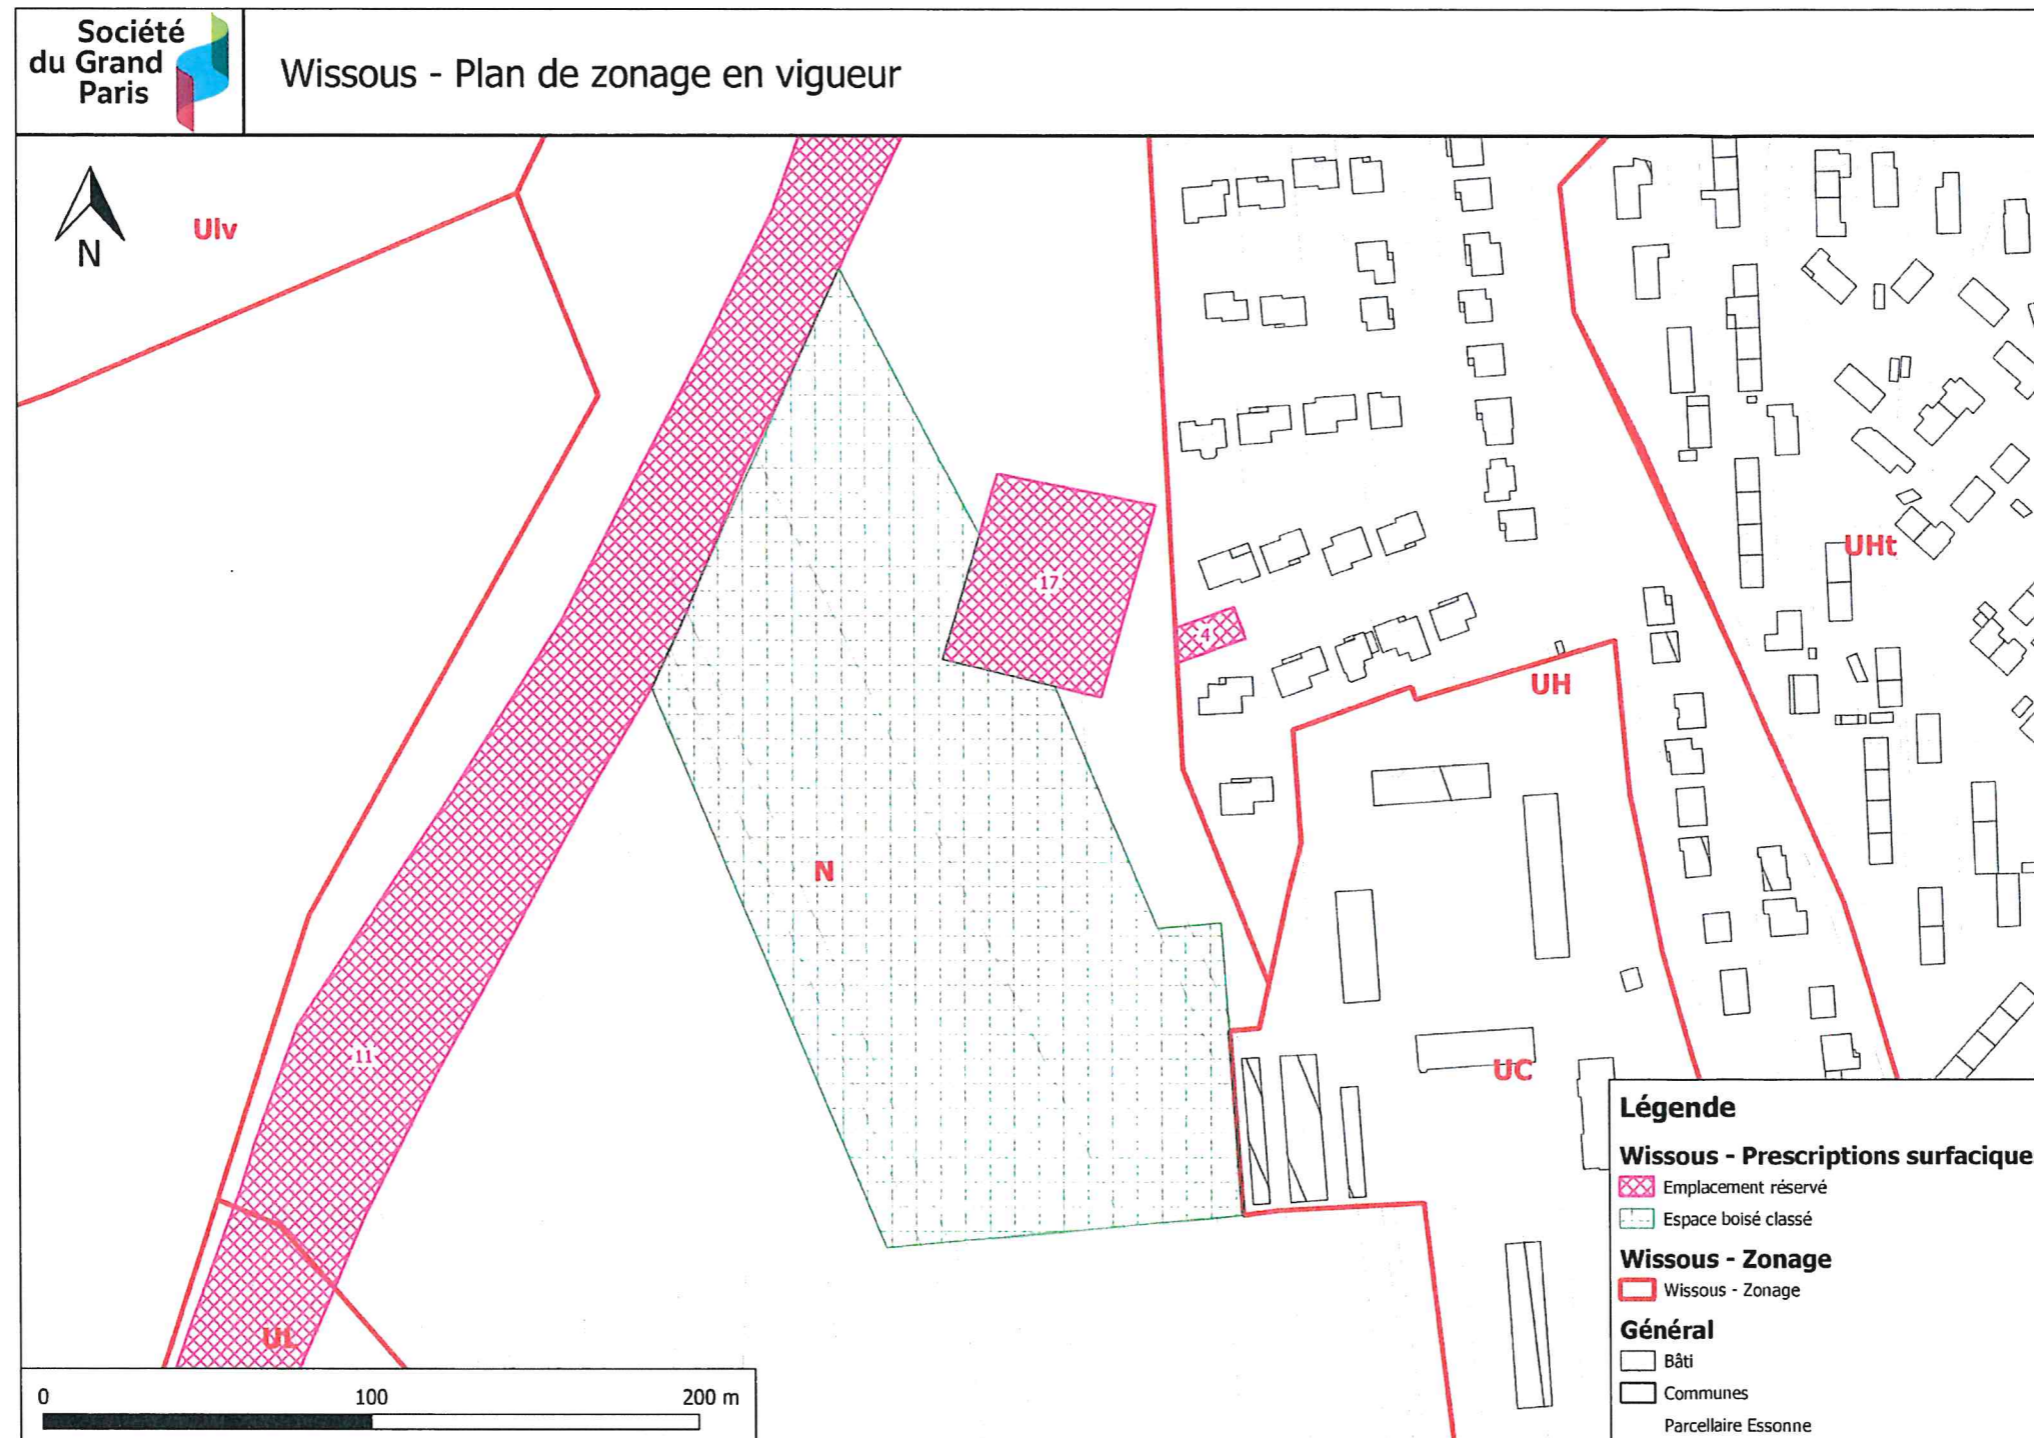 Société
du Grand
Paris
Wissous - Plan de zonage en vigueur
N
UIv
17
4
UHt
UH
N
11
UC
UL
0 100 200 m
Légende
Wissous - Prescriptions surfacique
Emplacement réservé
Espace boisé classé
Wissous - Zonage
Wissous - Zonage
Général
Bâti
Communes
Parcellaire Essonne